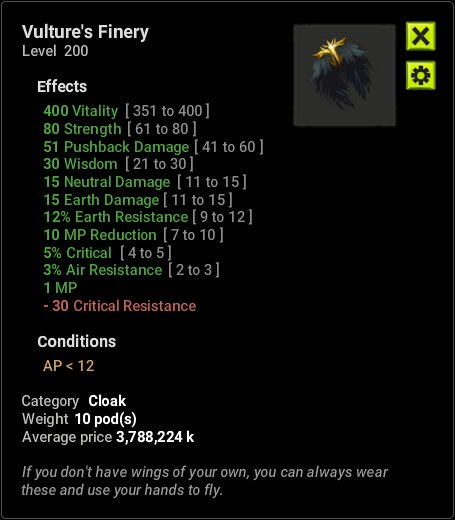 Vulture's Finery
Level 200
Effects
400 Vitality [ 351 to 400 ]
80 Strength [ 61 to 80 ]
51 Pushback Damage [ 41 to 60 ]
30 Wisdom [ 21 to 30 ]
15 Neutral Damage [ 11 to 15 ]
15 Earth Damage [ 11 to 15 ]
12% Earth Resistance [ 9 to 12 ]
10 MP Reduction [ 7 to 10 ]
5% Critical [ 4 to 5 ]
3% Air Resistance [ 2 to 3 ]
1 MP
- 30 Critical Resistance
Conditions
AP < 12
Category Cloak
Weight 10 pod(s)
Average price 3,788,224 k
If you don't have wings of your own, you can always wear
these and use your hands to fly.